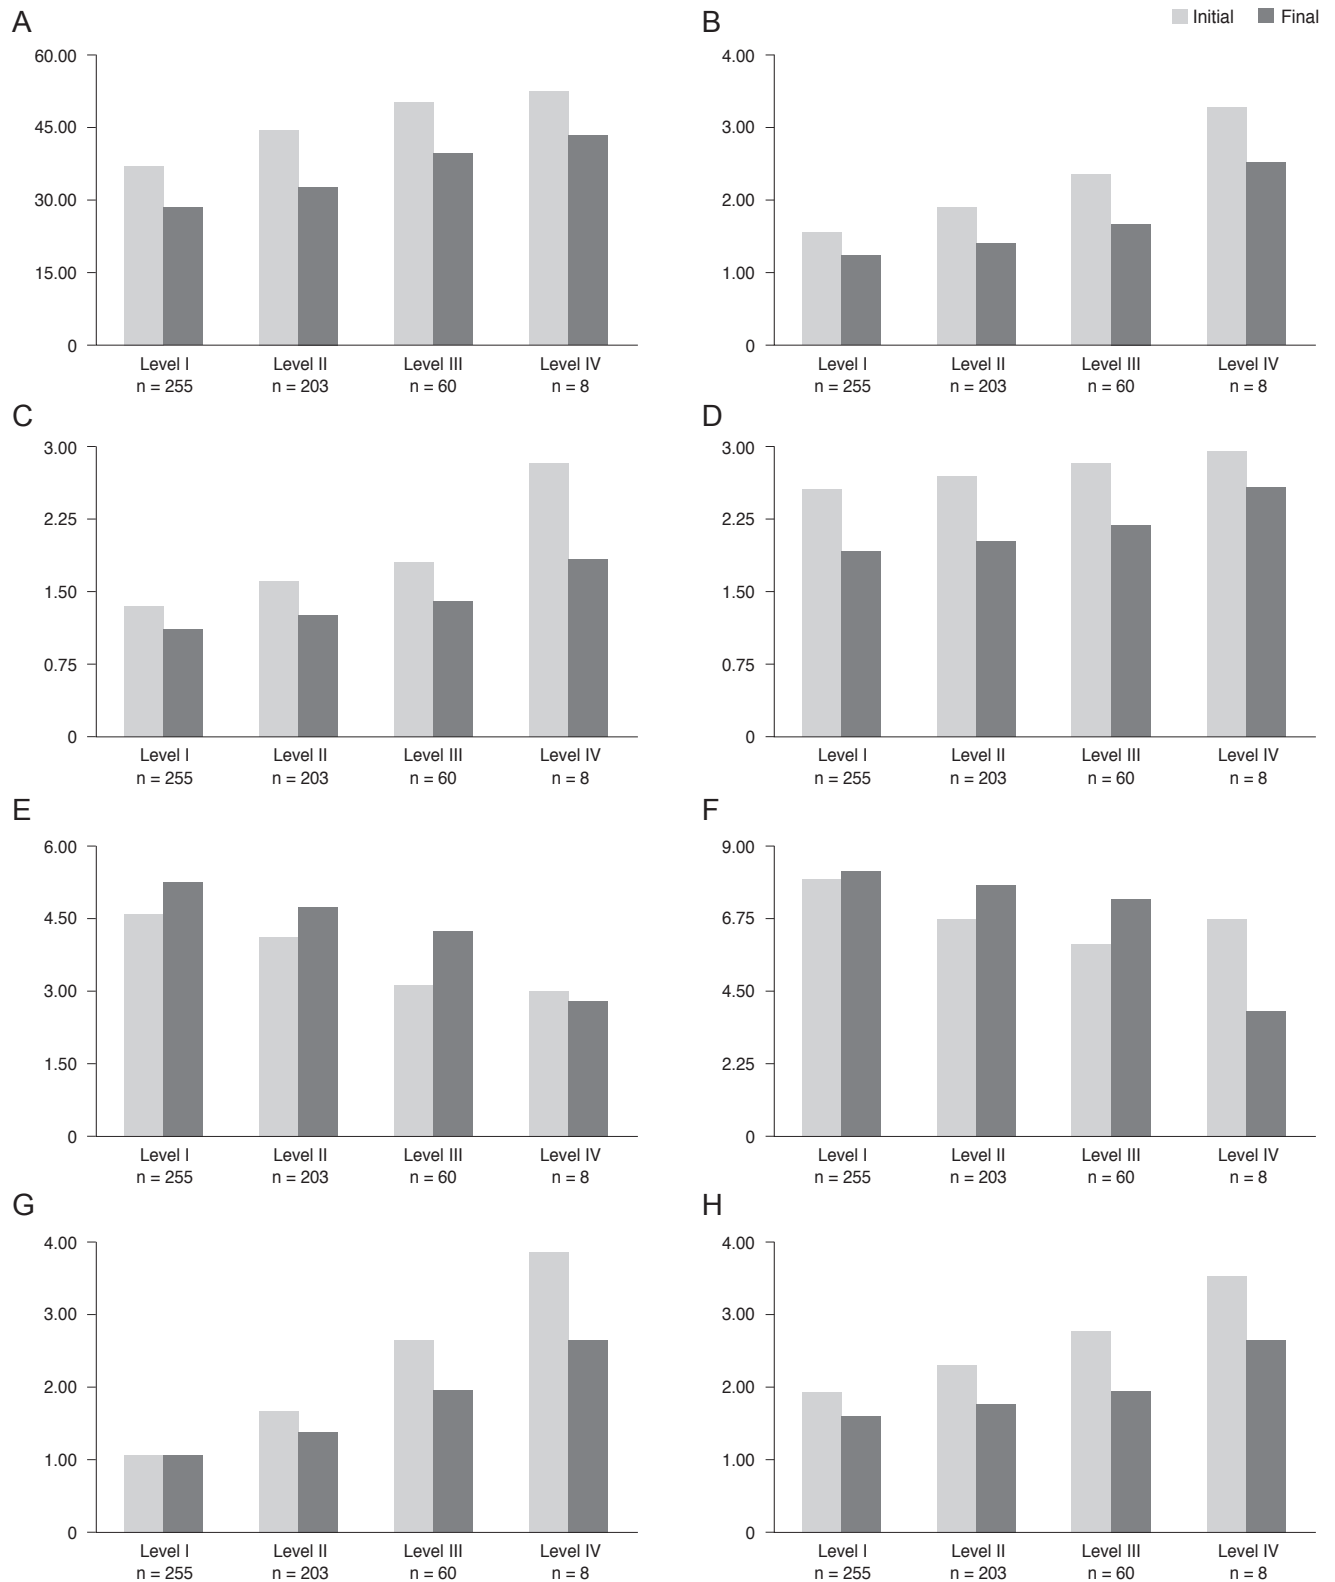 A
B
Initial Final
60.00
45.00
30.00
15.00
0
Level I Level II Level III Level IV
n = 255 n = 203 n = 60 n = 8
4.00
3.00
2.00
1.00
0
Level I Level II Level III Level IV
n = 255 n = 203 n = 60 n = 8
C
3.00
2.25
1.50
0.75
0
Level I Level II Level III Level IV
n = 255 n = 203 n = 60 n = 8
D
3.00
2.25
1.50
0.75
0
Level I Level II Level III Level IV
n = 255 n = 203 n = 60 n = 8
E
6.00
4.50
3.00
1.50
0
Level I Level II Level III Level IV
n = 255 n = 203 n = 60 n = 8
F
9.00
6.75
4.50
2.25
0
Level I Level II Level III Level IV
n = 255 n = 203 n = 60 n = 8
G
4.00
3.00
2.00
1.00
0
Level I Level II Level III Level IV
n = 255 n = 203 n = 60 n = 8
H
4.00
3.00
2.00
1.00
0
Level I Level II Level III Level IV
n = 255 n = 203 n = 60 n = 8